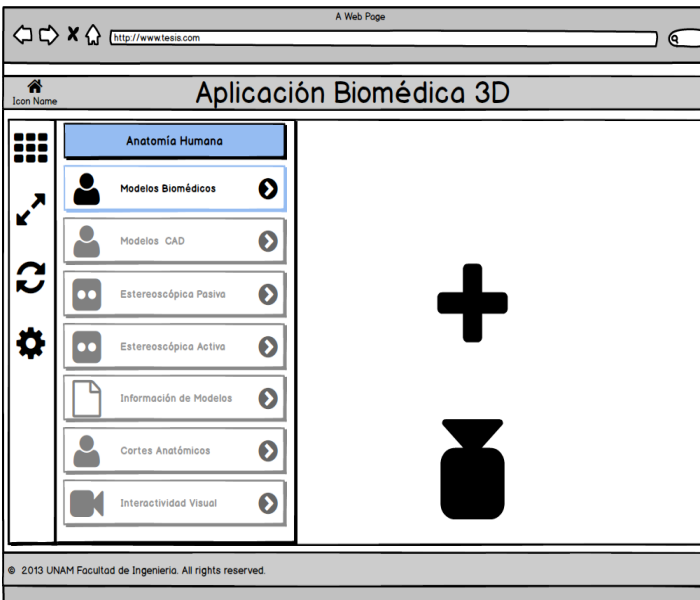 A Web Page
http://www.tesis.com
Icon Name
Aplicación Biomédica 3D
Anatomía Humana
Modelos Biomédicos
Modelos CAD
Estereoscópica Pasiva
Estereoscópica Activa
Información de Modelos
Cortes Anatómicos
Interactividad Visual
© 2013 UNAM Facultad de Ingenieria. All rights reserved.